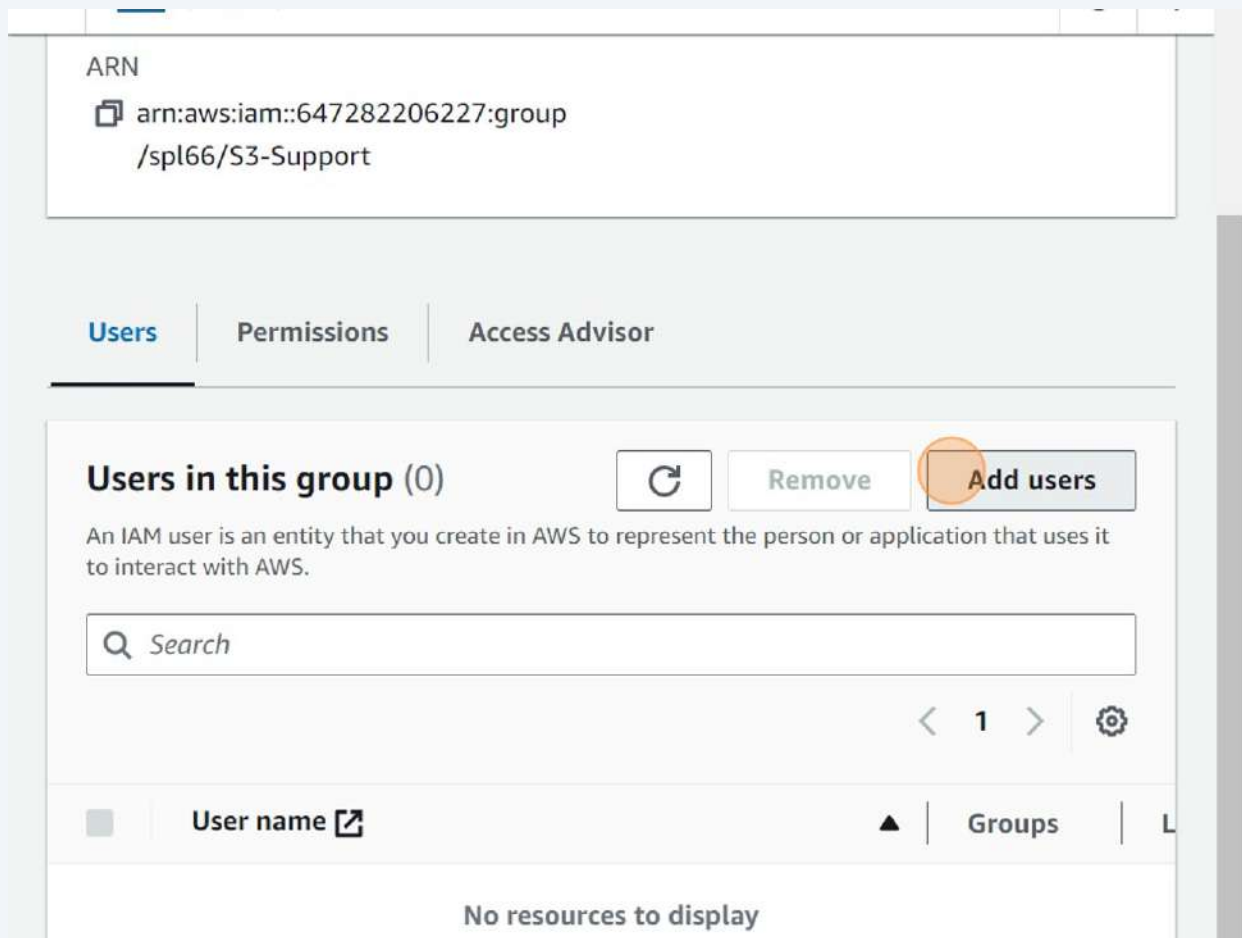 ARN
arn:aws:iam::647282206227:group
/spl66/S3-Support
Users Permissions Access Advisor
Users in this group (0) Remove Add users
An IAM user is an entity that you create in AWS to represent the person or application that uses it
to interact with AWS.
Search
1
User name Groups L
No resources to display